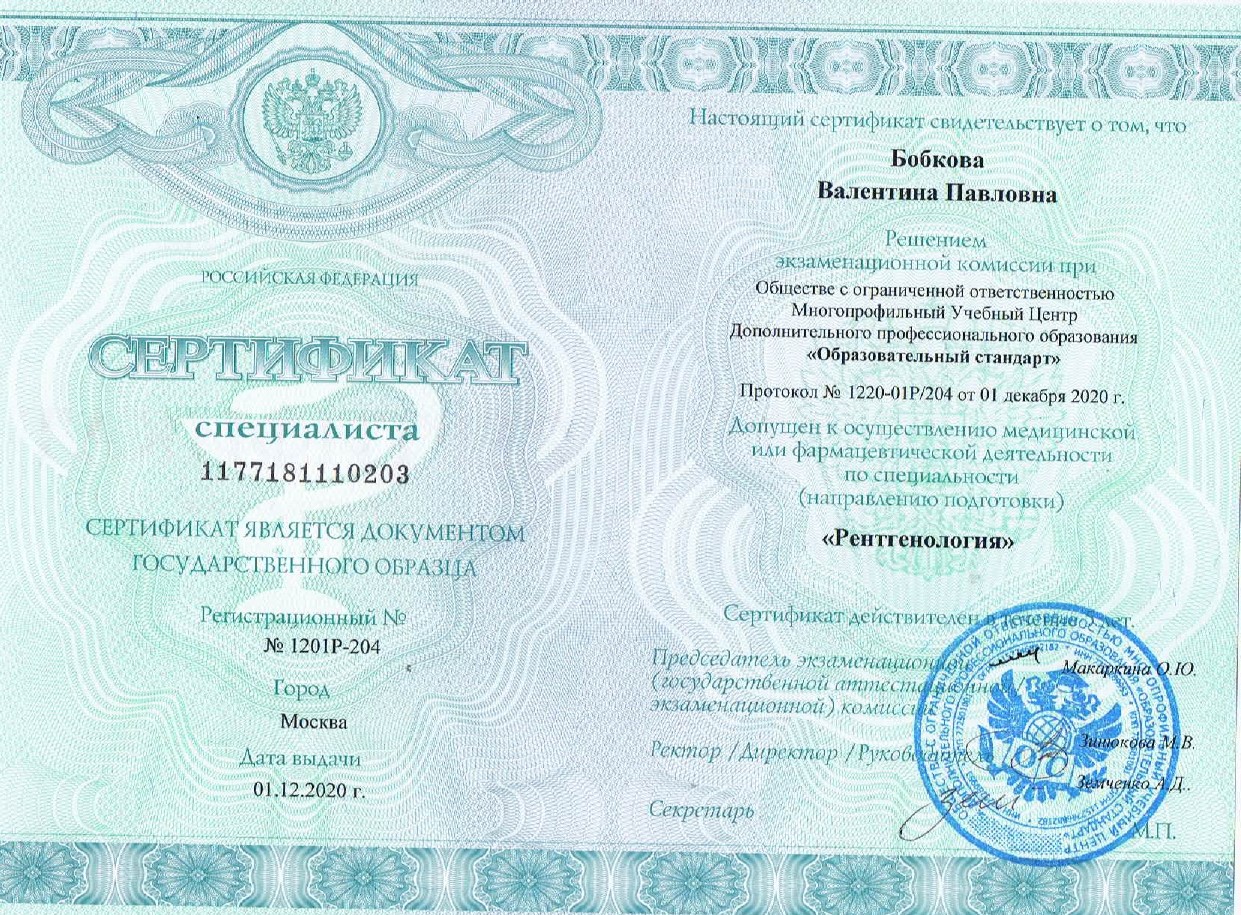 РОССИЙСКАЯ ФЕДЕРАЦИЯ
СЕРТИФИКАТ
специалиста
1177181110203
СЕРТИФИКАТ ЯВЛЯЕТСЯ ДОКУМЕНТОМ
ГОСУДАРСТВЕННОГО ОБРАЗЦА
Регистрационный №
№ 1201Р-204
Город
Москва
Дата выдачи
01.12.2020 г.
Настоящий сертификат свидетельствует о том, что
Бобкова
Валентина Павловна
Решением
экзаменационной комиссии при
Обществе с ограниченной ответственностью
Многопрофильный Учебный Центр
Дополнительного профессионального образования
«Образовательный стандарт»
Протокол № 1220-01Р/204 от 01 декабря 2020 г.
Допущен к осуществлению медицинской
или фармацевтической деятельности
по специальности
(направлению подготовки)
«Рентгенология»
Сертификат действителен в течение 5 лет.
Председатель экзаменационной
(государственной аттестационной,
экзаменационной) комиссии
Макаркина О.Ю.
Ректор /Директор /Руководитель
Зинюкова М.В.
Земченко А.Д..
Секретарь
М.П.